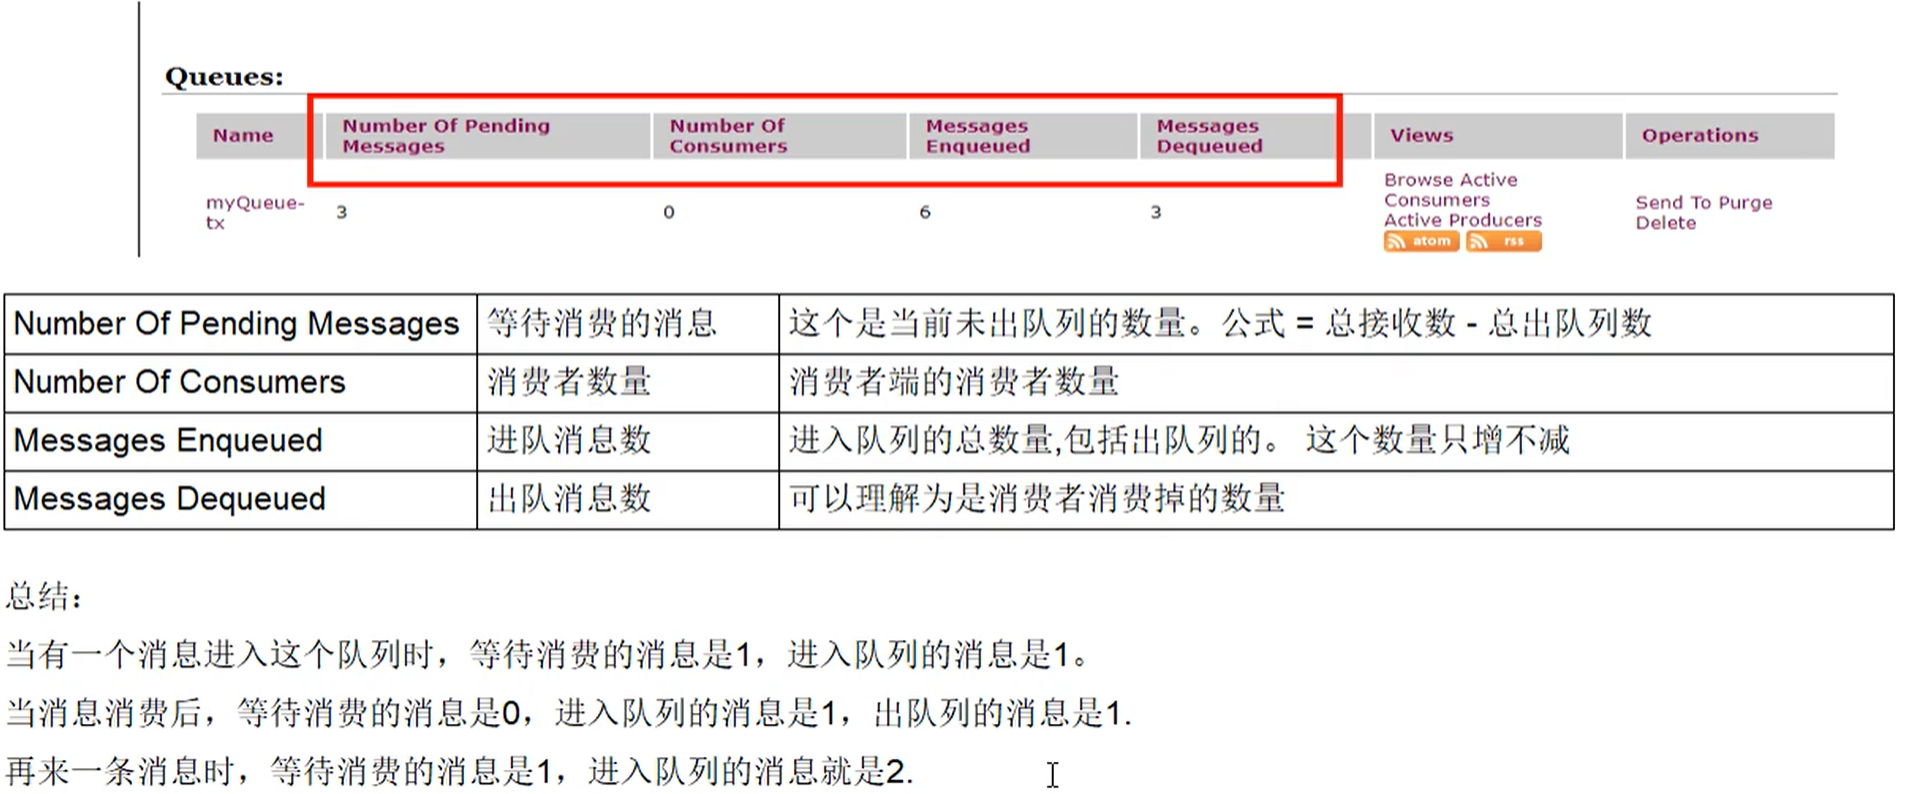 Queues:
Name Number Of Pending Messages Number Of Consumers Messages Enqueued Messages Dequeued Views Operations
myQueue-tx 3 0 6 3 Browse Active Consumers Active Producers atom rss Send To Purge Delete
Number Of Pending Messages 等待消费的消息 这个是当前未出队列的数量。公式 = 总接收数 - 总出队列数
Number Of Consumers 消费者数量 消费者端的消费者数量
Messages Enqueued 进队消息数 进入队列的总数量,包括出队列的。 这个数量只增不减
Messages Dequeued 出队消息数 可以理解为是消费者消费掉的数量
总结：
当有一个消息进入这个队列时，等待消费的消息是1，进入队列的消息是1。
当消息消费后，等待消费的消息是0，进入队列的消息是1，出队列的消息是1.
再来一条消息时，等待消费的消息是1，进入队列的消息就是2.